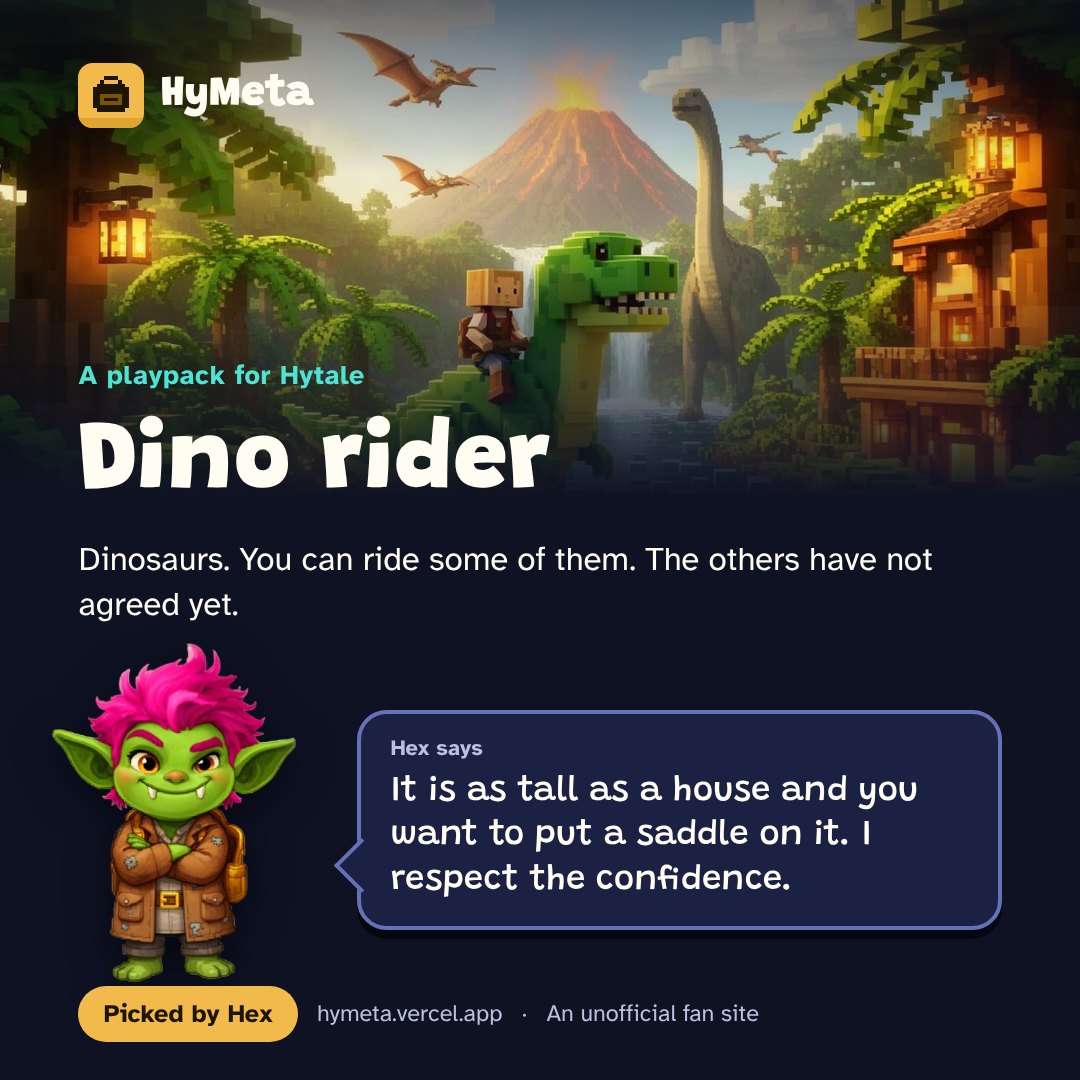 HyMeta
A playpack for Hytale
Dino rider
Dinosaurs. You can ride some of them. The others have not
agreed yet.
Hex says
It is as tall as a house and you
want to put a saddle on it. I
respect the confidence.
Picked by Hex
hymeta.vercel.app · An unofficial fan site